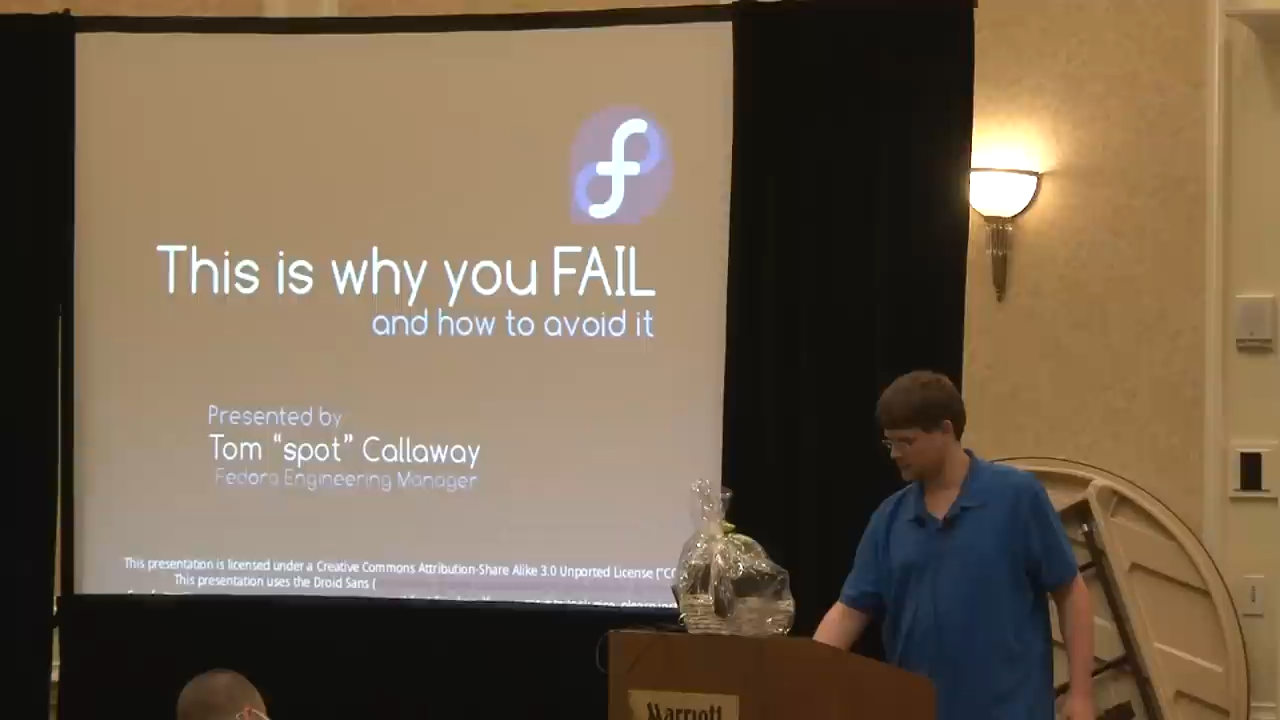 This is why you FAIL
and how to avoid it
Presented by
Tom “spot” Callaway
Fedora Engineering Manager
This presentation is licensed under a Creative Commons Attribution-Share Alike 3.0 Unported License ("C
This presentation uses the Droid Sans (
Marriott